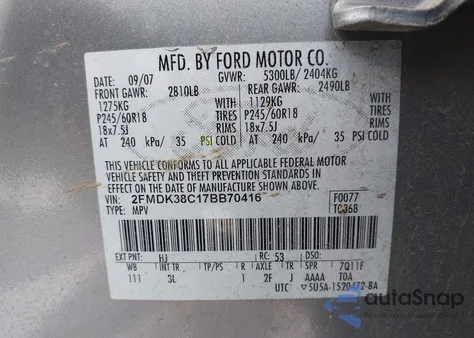 MFD. BY FORD MOTOR CO.
DATE: 09/07 GVWR: 5300LB/ 2404KG
FRONT GAWR: 2810LB REAR GAWR: 2490LB
1275KG WITH 1129KG WITH
P245/60R18 TIRES P245/60R18 TIRES
18x7.5J RIMS 18x7.5J RIMS
AT 240 kPa/ 35 PSI COLD AT 240 kPa/ 35 PSI COLD
THIS VEHICLE CONFORMS TO ALL APPLICABLE FEDERAL MOTOR
VEHICLE SAFETY AND THEFT PREVENTION STANDARDS IN
EFFECT ON THE DATE OF MANUFACTURE SHOWN ABOVE.
VIN: 2FMDK38C17BB70416 F0077
TYPE: MPV TC36B
EXT PNT: HJ RC: 53 DSO:
WB INT TR TP/PS R AXLE TR SPR 7Q11F
111 3L 1 2F J AAAA TOA
UTC ▽5U5A-1520472-BA
autoSnap